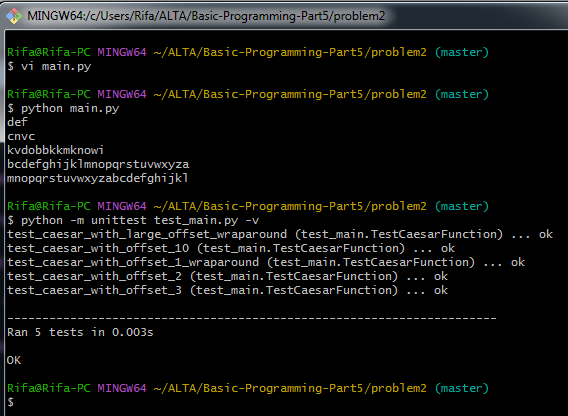 MINGW64:/c/Users/Rifa/ALTA/Basic-Programming-Part5/problem2
Rifa@Rifa-PC MINGW64 ~/ALTA/Basic-Programming-Part5/problem2 (master)
$ vi main.py
Rifa@Rifa-PC MINGW64 ~/ALTA/Basic-Programming-Part5/problem2 (master)
$ python main.py
def
cnvc
kvdobbkkmknowi
bcdefghijklmnopqrstuvwxyza
mnopqrstuvwxyzabcdefghijkl
Rifa@Rifa-PC MINGW64 ~/ALTA/Basic-Programming-Part5/problem2 (master)
$ python -m unittest test_main.py -v
test_caesar_with_large_offset_wraparound (test_main.TestCaesarFunction) ... ok
test_caesar_with_offset_10 (test_main.TestCaesarFunction) ... ok
test_caesar_with_offset_1_wraparound (test_main.TestCaesarFunction) ... ok
test_caesar_with_offset_2 (test_main.TestCaesarFunction) ... ok
test_caesar_with_offset_3 (test_main.TestCaesarFunction) ... ok
----------------------------------------------------------------------
Ran 5 tests in 0.003s
OK
Rifa@Rifa-PC MINGW64 ~/ALTA/Basic-Programming-Part5/problem2 (master)
$